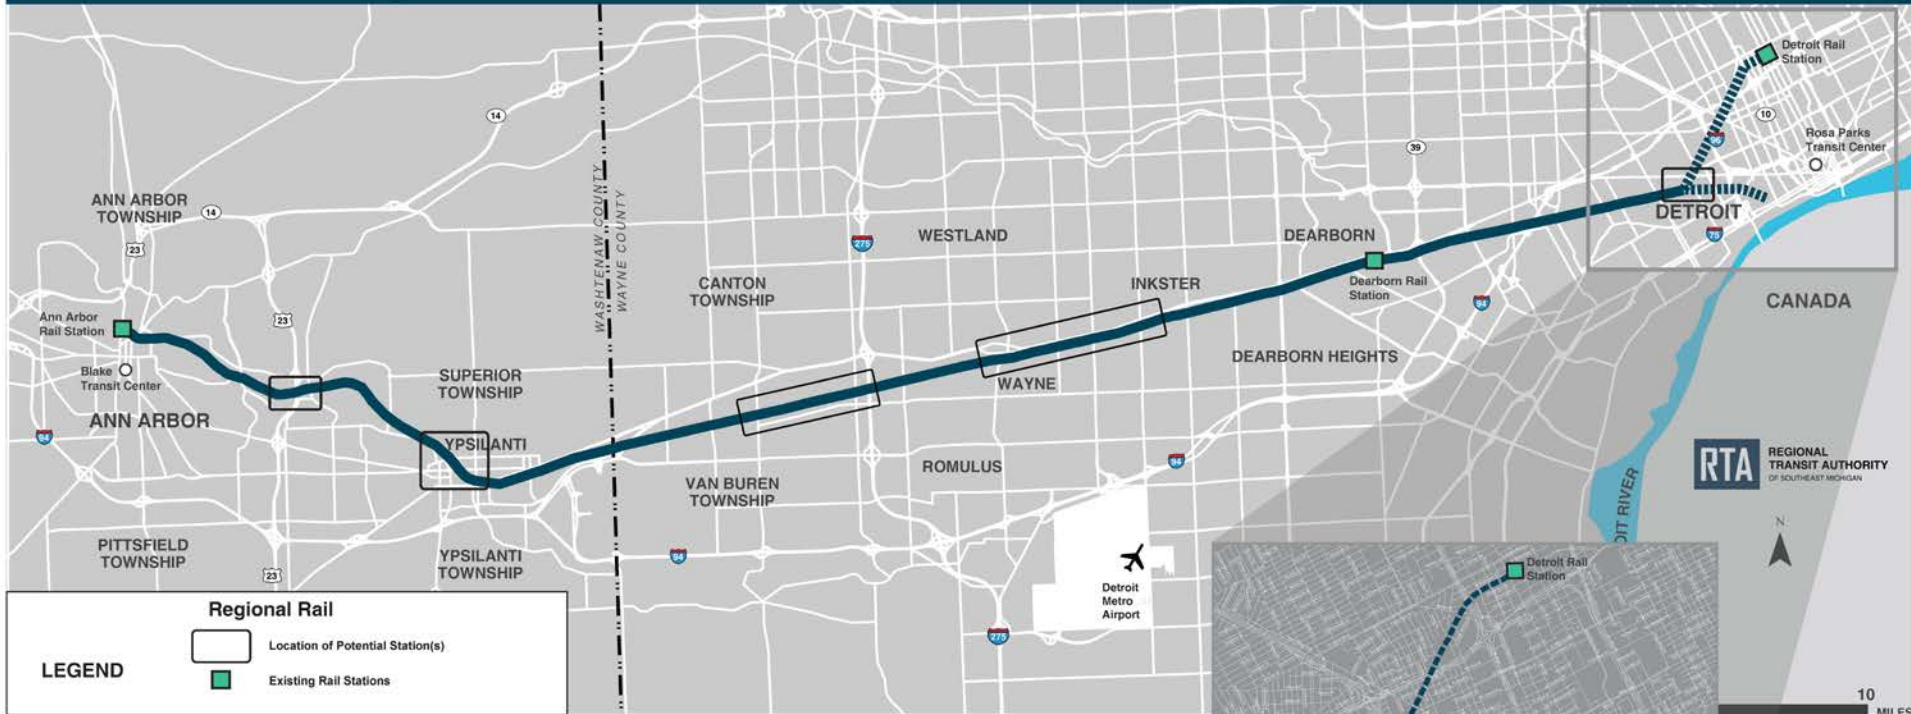 Detroit Rail
Station
14
10
96
Rosa Parks
Transit Center
39
ANN ARBOR
TOWNSHIP
14
23
WASHTENAW COUNTY
WAYNE COUNTY
DETROIT
75
275
WESTLAND
DEARBORN
CANTON
TOWNSHIP
INKSTER
Dearborn Rail
Station
94
CANADA
Ann Arbor
Rail Station
23
Blake
Transit Center
SUPERIOR
TOWNSHIP
DEARBORN HEIGHTS
WAYNE
ANN ARBOR
94
YPSILANTI
ROMULUS
94
VAN BUREN
TOWNSHIP
RTA
REGIONAL
TRANSIT AUTHORITY
OF SOUTHEAST MICHIGAN
OIT RIVER
N
PITTSFIELD
TOWNSHIP
YPSILANTI
TOWNSHIP
94
23
Detroit
Metro
Airport
275
Detroit Rail
Station
Regional Rail
Location of Potential Station(s)
LEGEND
Existing Rail Stations
10
MILES